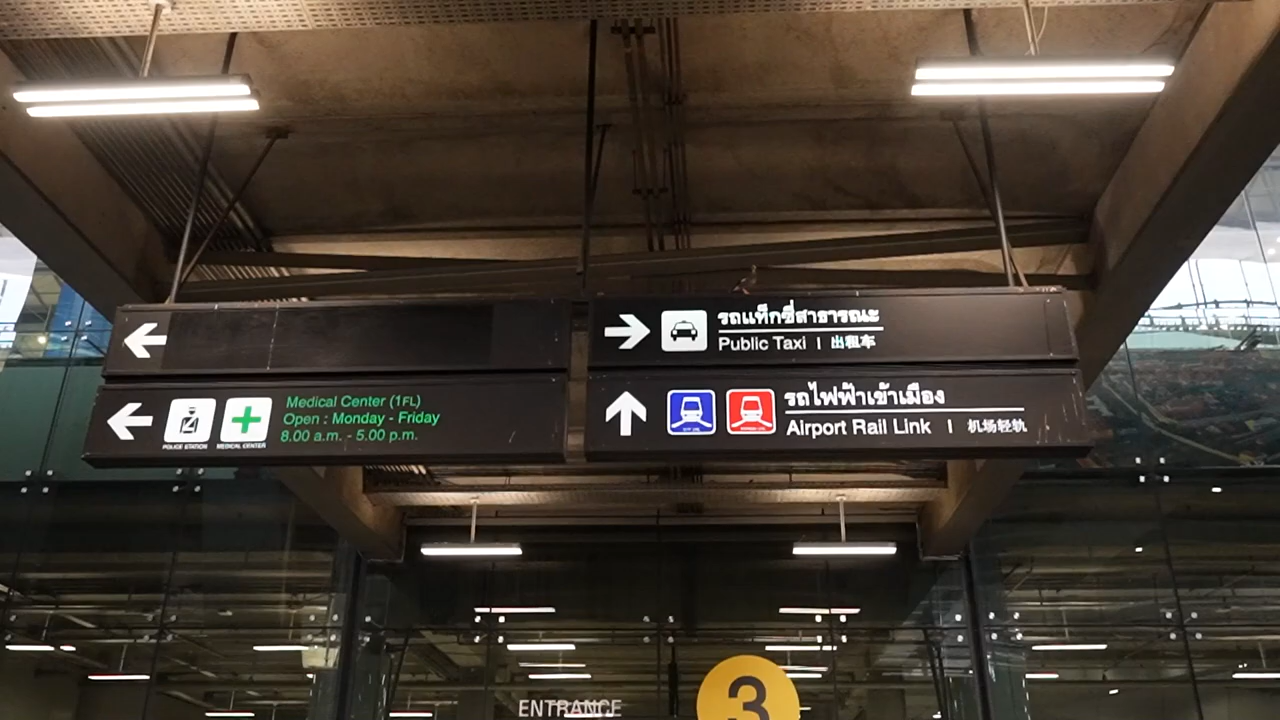 POLICE STATION
MEDICAL CENTER
Medical Center (1FL)
Open : Monday - Friday
8.00 a.m. - 5.00 p.m.
รถแท็กซี่สาธารณะ
Public Taxi | 出租车
รถไฟฟ้าเข้าเมือง
Airport Rail Link | 机场轻轨
ENTRANCE
3